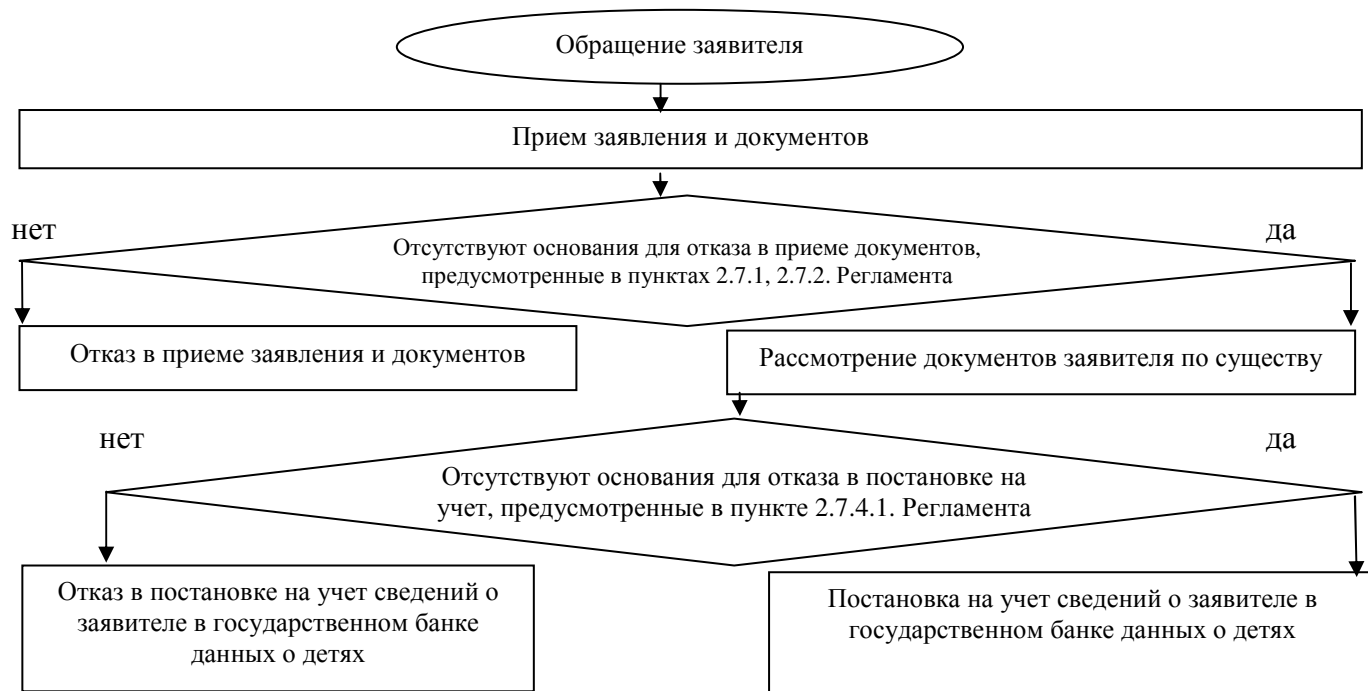 Обращение заявителя
Прием заявления и документов
нет
да
Отсутствуют основания для отказа в приеме документов,
предусмотренные в пунктах 2.7.1, 2.7.2. Регламента
Отказ в приеме заявления и документов
Рассмотрение документов заявителя по существу
нет
да
Отсутствуют основания для отказа в постановке на
учет, предусмотренные в пункте 2.7.4.1. Регламента
Отказ в постановке на учет сведений о
заявителе в государственном банке
данных о детях
Постановка на учет сведений о заявителе в
государственном банке данных о детях